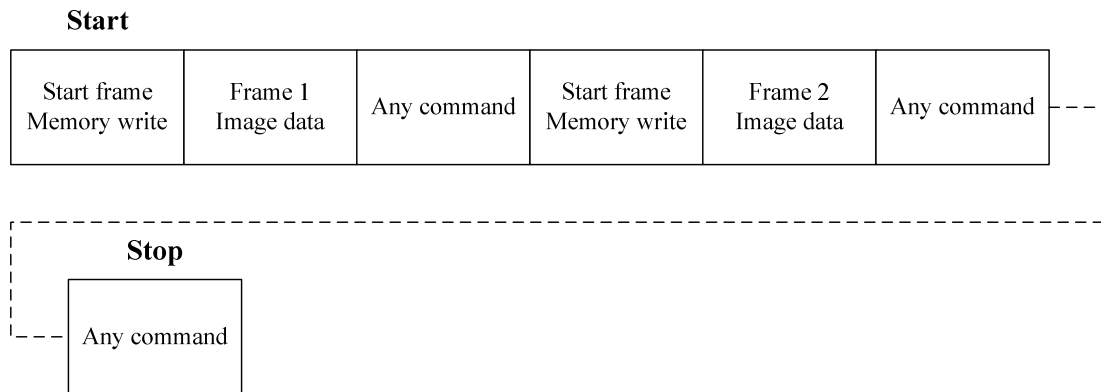 Start
Start frame
Memory write
Frame 1
Image data
Any command
Start frame
Memory write
Frame 2
Image data
Any command
Stop
Any command